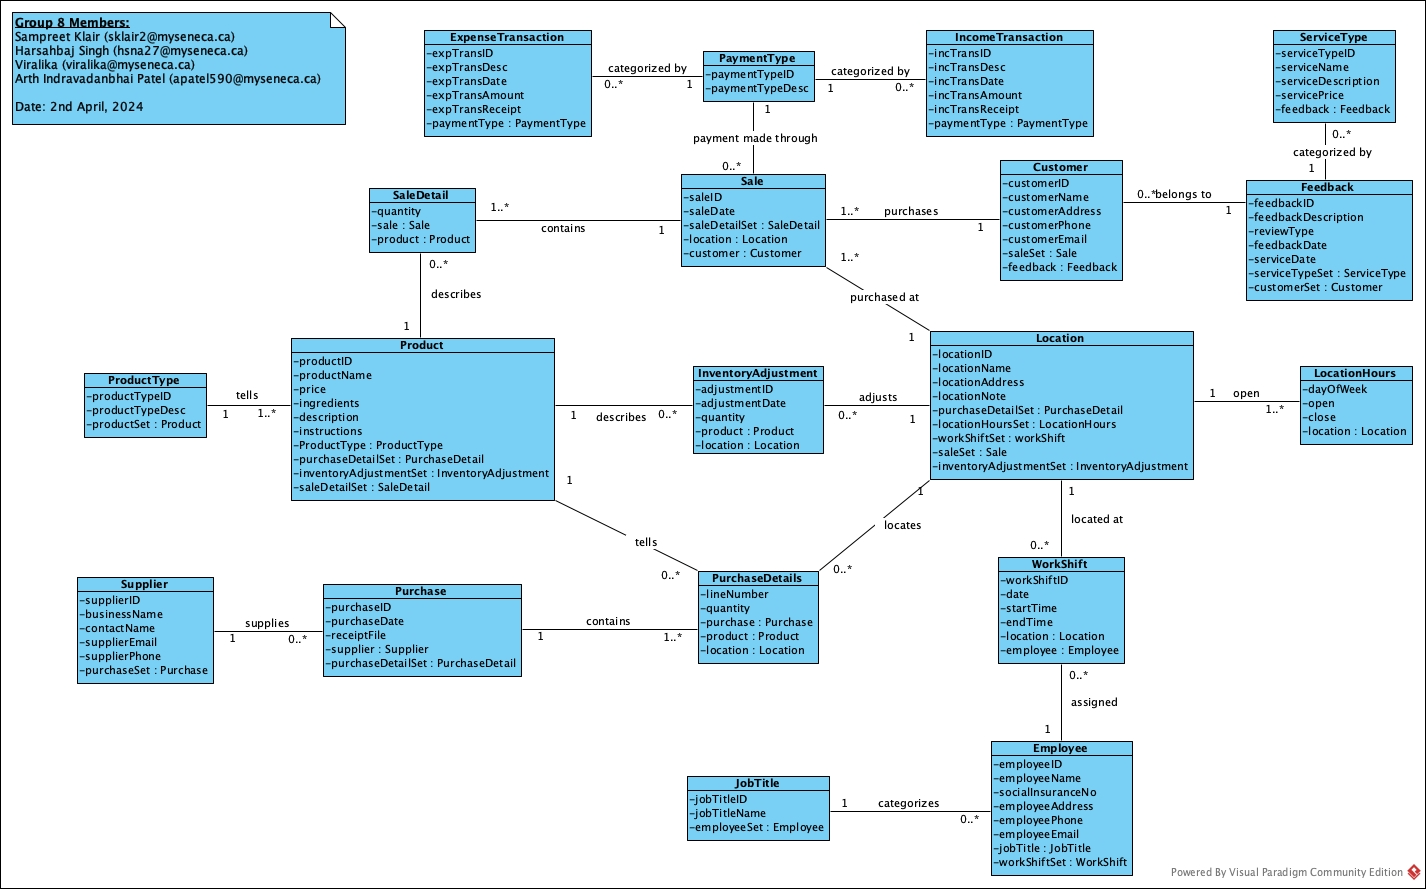 Group 8 Members:
Sampreet Klair (sklair2@myseneca.ca)
Harsahbaj Singh (hsna27@myseneca.ca)
Viralika (viralika@myseneca.ca)
Arth Indravadanbhai Patel (apatel590@myseneca.ca)
Date: 2nd April, 2024
ExpenseTransaction
-expTransID
-expTransDesc
-expTransDate
-expTransAmount
-expTransReceipt
-paymentType : PaymentType
categorized by
0..*
1
PaymentType
-paymentTypeID
-paymentTypeDesc
categorized by
1
0..*
IncomeTransaction
-incTransID
-incTransDesc
-incTransDate
-incTransAmount
-incTransReceipt
-paymentType : PaymentType
ServiceType
-serviceTypeID
-serviceName
-serviceDescription
-servicePrice
-feedback : Feedback
1
payment made through
0..*
0..*
categorized by
1
SaleDetail
-quantity
-sale : Sale
-product : Product
1..*
contains
1
Sale
-saleID
-saleDate
-saleDetailSet : SaleDetail
-location : Location
-customer : Customer
1..*
purchases
1
Customer
-customerID
-customerName
-customerAddress
-customerPhone
-customerEmail
-saleSet : Sale
-feedback : Feedback
0..*
belongs to
1
Feedback
-feedbackID
-feedbackDescription
-reviewType
-feedbackDate
-serviceDate
-serviceTypeSet : ServiceType
-customerSet : Customer
0..*
describes
1
1..*
purchased at
1
ProductType
-productTypeID
-productTypeDesc
-productSet : Product
tells
1
1..*
Product
-productID
-productName
-price
-ingredients
-description
-instructions
-ProductType : ProductType
-purchaseDetailSet : PurchaseDetail
-inventoryAdjustmentSet : InventoryAdjustment
-saleDetailSet : SaleDetail
1
describes
0..*
InventoryAdjustment
-adjustmentID
-adjustmentDate
-quantity
-product : Product
-location : Location
adjusts
0..*
1
Location
-locationID
-locationName
-locationAddress
-locationNote
-purchaseDetailSet : PurchaseDetail
-locationHoursSet : LocationHours
-workShiftSet : workShift
-saleSet : Sale
-inventoryAdjustmentSet : InventoryAdjustment
1
open
1..*
LocationHours
-dayOfWeek
-open
-close
-location : Location
1
tells
0..*
1
locates
0..*
1
located at
0..*
Supplier
-supplierID
-businessName
-contactName
-supplierEmail
-supplierPhone
-purchaseSet : Purchase
supplies
1
0..*
Purchase
-purchaseID
-purchaseDate
-receiptFile
-supplier : Supplier
-purchaseDetailSet : PurchaseDetail
contains
1
1..*
PurchaseDetails
-lineNumber
-quantity
-purchase : Purchase
-product : Product
-location : Location
WorkShift
-workShiftID
-date
-startTime
-endTime
-location : Location
-employee : Employee
0..*
assigned
1
JobTitle
-jobTitleID
-jobTitleName
-employeeSet : Employee
1
categorizes
0..*
Employee
-employeeID
-employeeName
-socialInsuranceNo
-employeeAddress
-employeePhone
-employeeEmail
-jobTitle : JobTitle
-workShiftSet : WorkShift
Powered By Visual Paradigm Community Edition